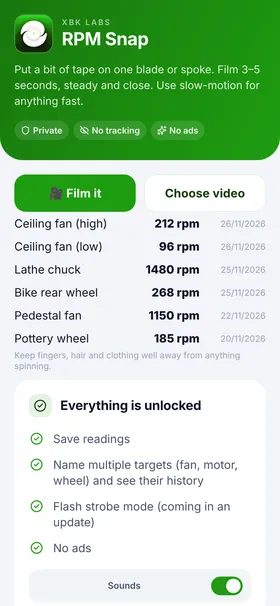 XBK LABS
RPM Snap
Put a bit of tape on one blade or spoke. Film 3–5
seconds, steady and close. Use slow-motion for
anything fast.
Private No tracking No ads
🎥 Film it Choose video
Ceiling fan (high) 212 rpm 26/11/2026
Ceiling fan (low) 96 rpm 26/11/2026
Lathe chuck 1480 rpm 25/11/2026
Bike rear wheel 268 rpm 25/11/2026
Pedestal fan 1150 rpm 22/11/2026
Pottery wheel 185 rpm 20/11/2026
Keep fingers, hair and clothing well away from anything
spinning.
Everything is unlocked
Save readings
Name multiple targets (fan, motor,
wheel) and see their history
Flash strobe mode (coming in an
update)
No ads
Sounds